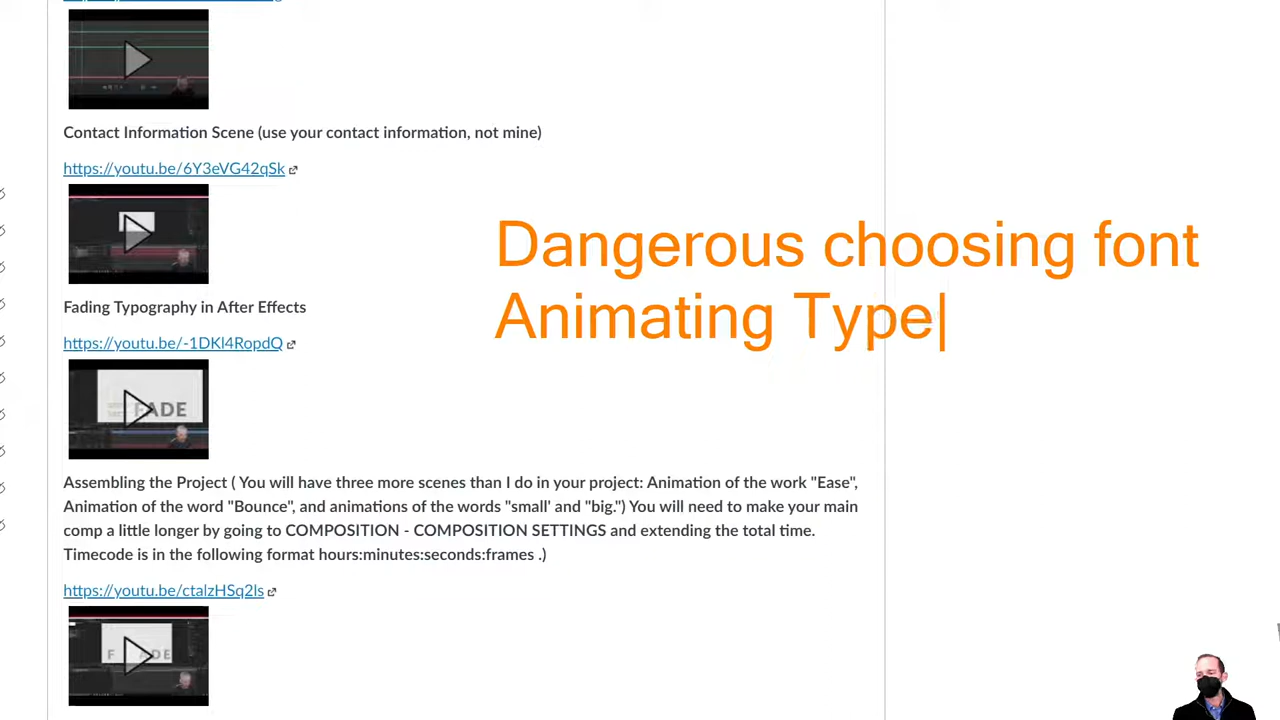 Contact Information Scene (use your contact information, not mine)
https://youtu.be/6Y3eVG42qSk
Dangerous choosing font
Animating Type
Fading Typography in After Effects
https://youtu.be/-1DKl4RopdQ
FADE
Assembling the Project ( You will have three more scenes than I do in your project: Animation of the work "Ease",
Animation of the word "Bounce", and animations of the words "small' and "big.") You will need to make your main
comp a little longer by going to COMPOSITION - COMPOSITION SETTINGS and extending the total time.
Timecode is in the following format hours:minutes:seconds:frames .)
https://youtu.be/ctalzHSq2ls
F ADE